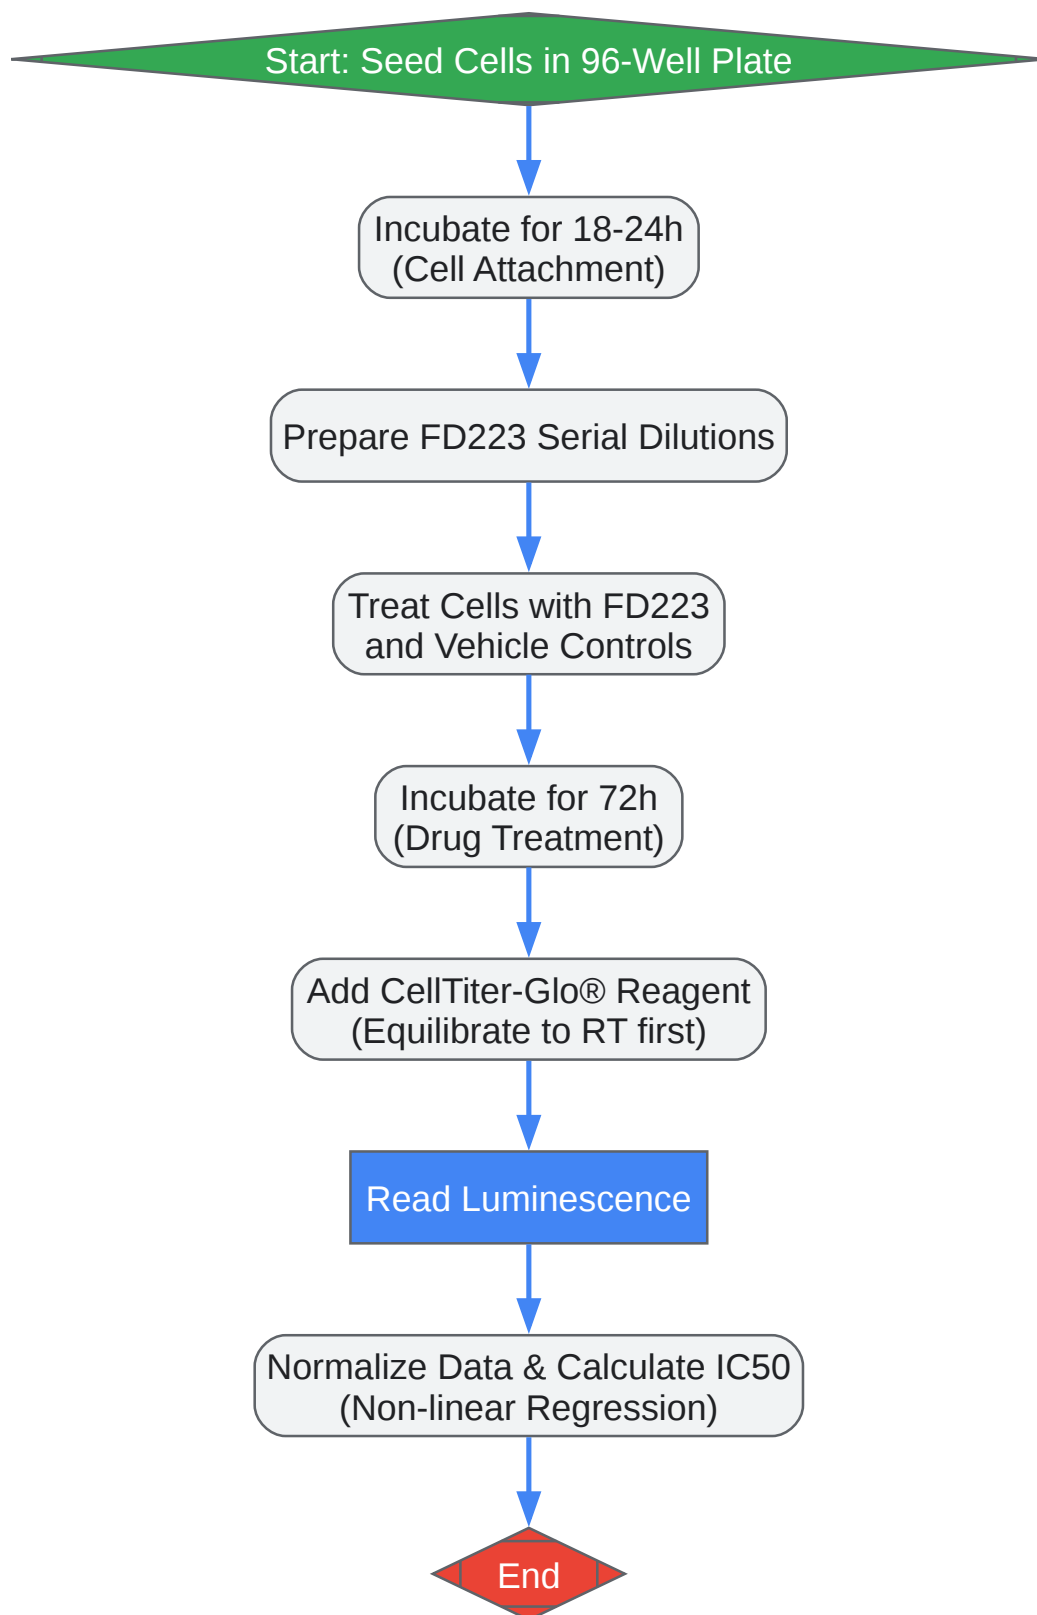 Start: Seed Cells in 96-Well Plate
Incubate for 18-24h
(Cell Attachment)
Prepare FD223 Serial Dilutions
Treat Cells with FD223
and Vehicle Controls
Incubate for 72h
(Drug Treatment)
Add CellTiter-Glo® Reagent
(Equilibrate to RT first)
Read Luminescence
Normalize Data & Calculate IC50
(Non-linear Regression)
End